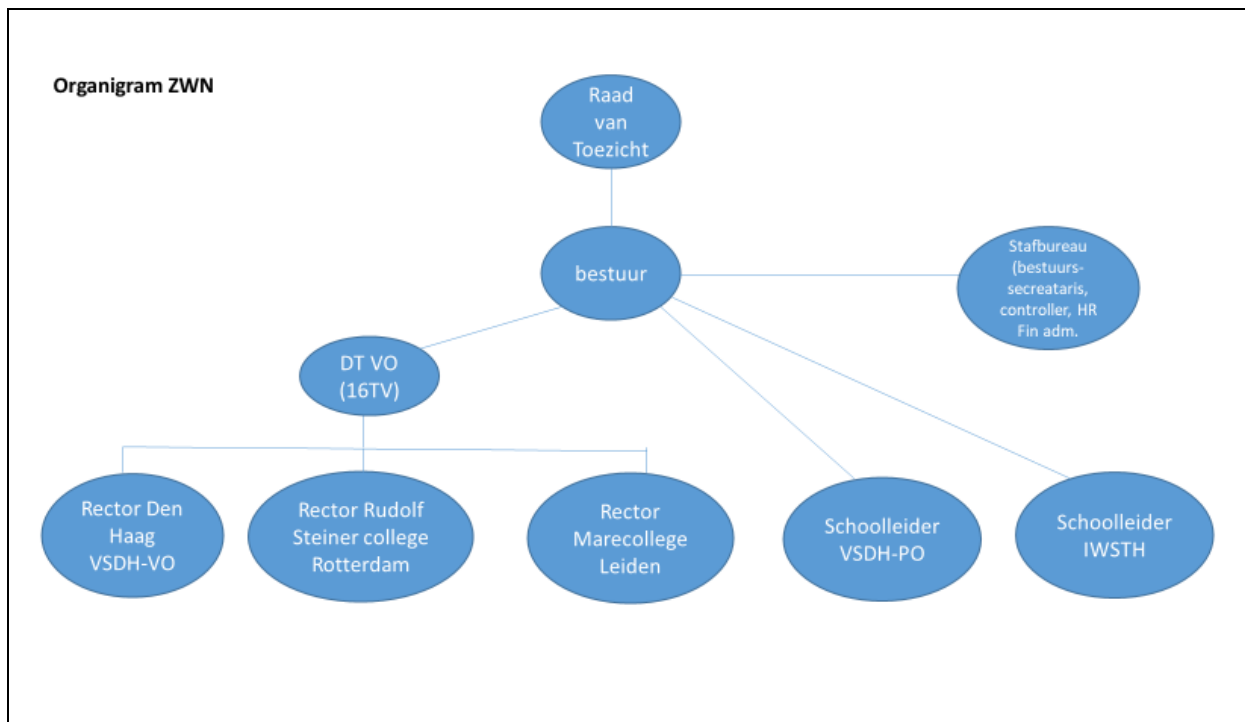 Organigram ZWN
Raad
van
Toezicht
bestuur
Stafbureau
(bestuurs-
secreataris,
controller, HR
Fin adm.
DT VO
(16TV)
Rector Den
Haag
VSDH-VO
Rector Rudolf
Steiner college
Rotterdam
Rector
Marecollege
Leiden
Schoolleider
VSDH-PO
Schoolleider
IWSTH